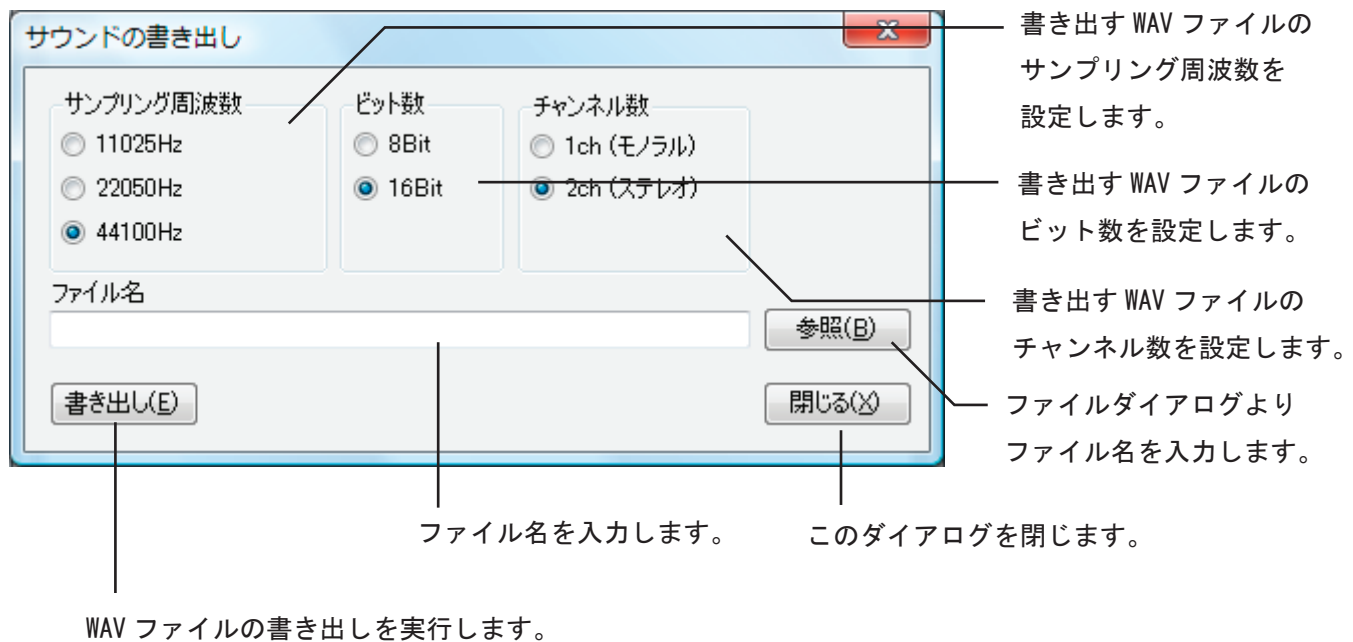 サウンドの書き出し
サンプリング周波数
11025Hz
22050Hz
44100Hz
ビット数
8Bit
16Bit
チャンネル数
1ch (モノラル)
2ch (ステレオ)
ファイル名
参照(B)
書き出し(E)
閉じる(X)
書き出す WAV ファイルの
サンプリング周波数を
設定します。
書き出す WAV ファイルの
ビット数を設定します。
書き出す WAV ファイルの
チャンネル数を設定します。
ファイルダイアログより
ファイル名を入力します。
ファイル名を入力します。
このダイアログを閉じます。
WAV ファイルの書き出しを実行します。